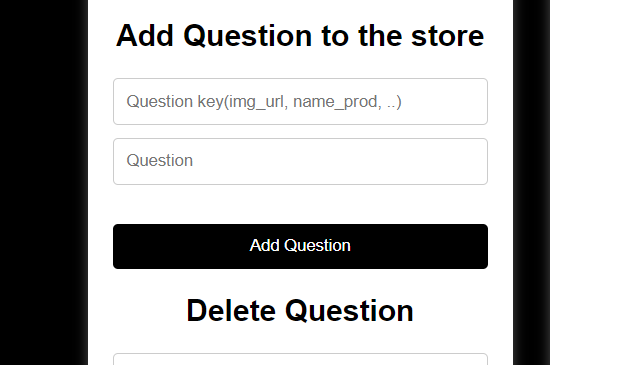 Add Question to the store
Question key(img_url, name_prod, ..)
Question
Add Question
Delete Question